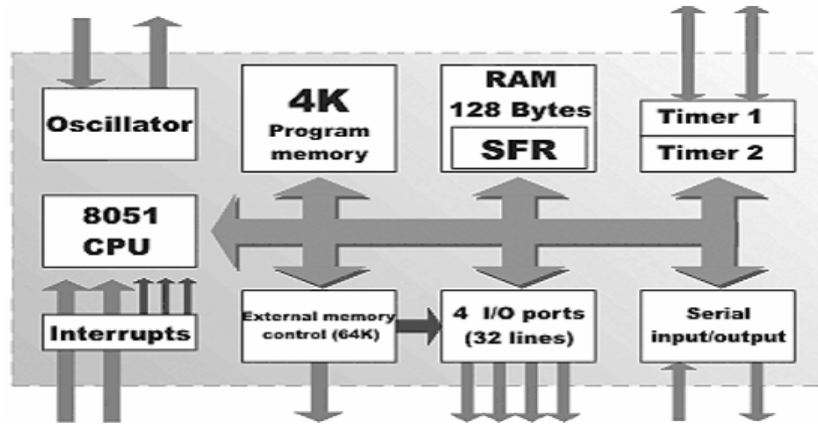 Oscillator
4K
Program
memory
RAM
128 Bytes
SFR
Timer 1
Timer 2
8051
CPU
Interrupts
External memory
control (64K)
4 I/O ports
(32 lines)
Serial
input/output